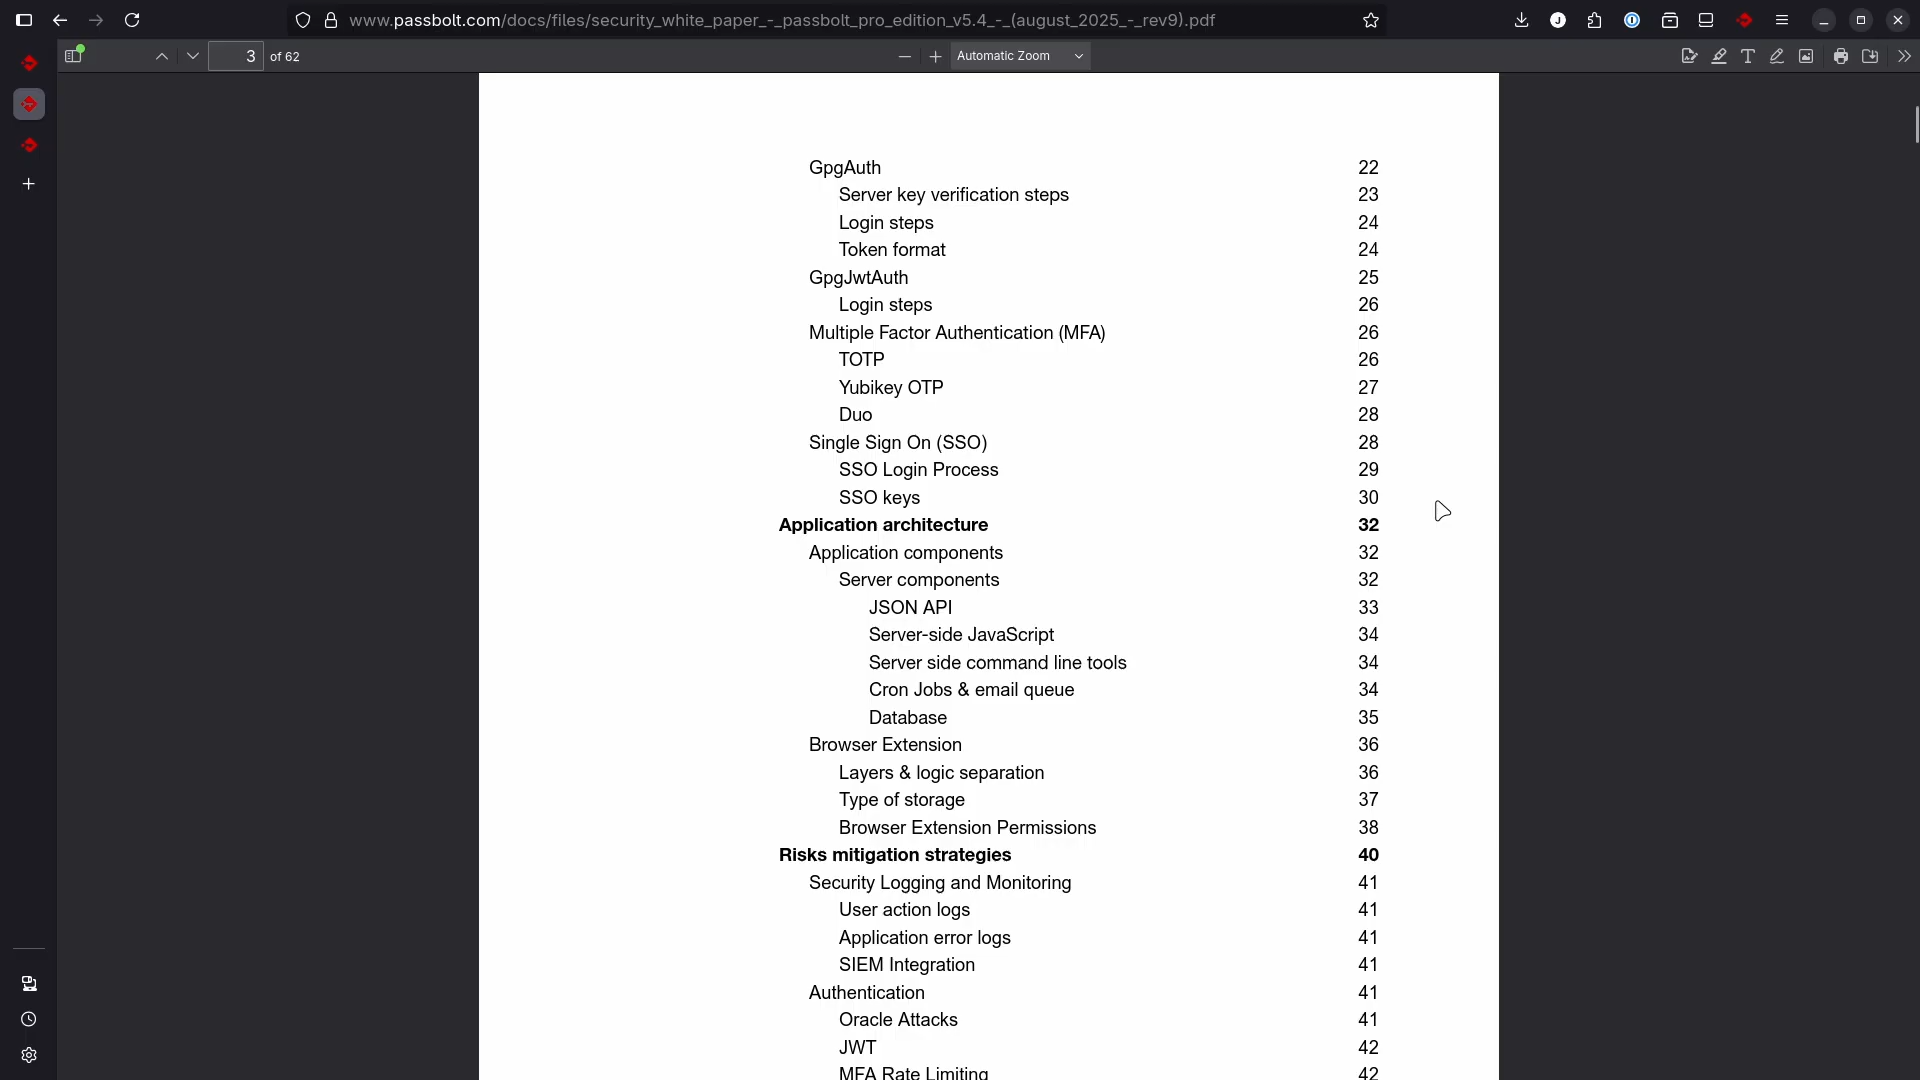 www.passbolt.com/docs/files/security_white_paper_-_passbolt_pro_edition_v5.4_-_(august_2025_-_rev9).pdf
J
3 of 62
Automatic Zoom
GpgAuth 22
Server key verification steps 23
Login steps 24
Token format 24
GpgJwtAuth 25
Login steps 26
Multiple Factor Authentication (MFA) 26
TOTP 26
Yubikey OTP 27
Duo 28
Single Sign On (SSO) 28
SSO Login Process 29
SSO keys 30
Application architecture 32
Application components 32
Server components 32
JSON API 33
Server-side JavaScript 34
Server side command line tools 34
Cron Jobs & email queue 34
Database 35
Browser Extension 36
Layers & logic separation 36
Type of storage 37
Browser Extension Permissions 38
Risks mitigation strategies 40
Security Logging and Monitoring 41
User action logs 41
Application error logs 41
SIEM Integration 41
Authentication 41
Oracle Attacks 41
JWT 42
MFA Rate Limiting 42